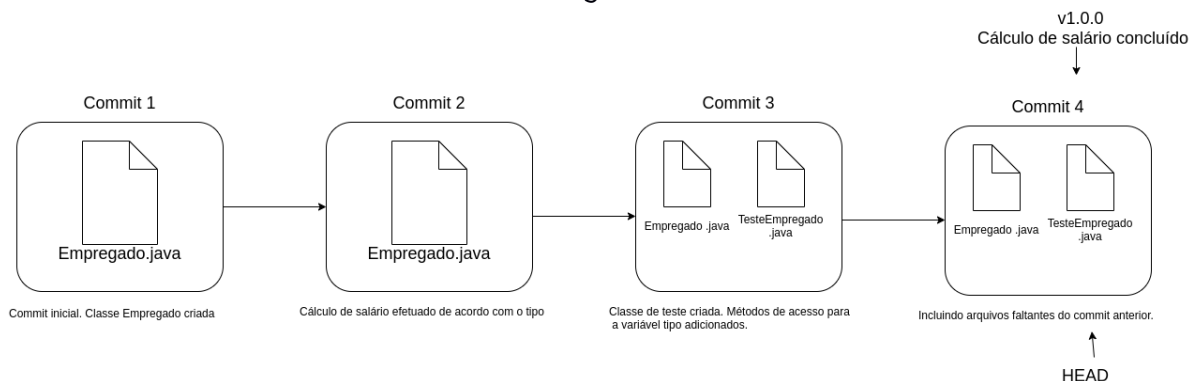 v1.0.0
Cálculo de salário concluído
Commit 1
Commit 2
Commit 3
Commit 4
Empregado.java
Empregado.java
Empregado .java
TesteEmpregado
.java
Empregado .java
TesteEmpregado
.java
Commit inicial. Classe Empregado criada
Cálculo de salário efetuado de acordo com o tipo
Classe de teste criada. Métodos de acesso para
a variável tipo adicionados.
Incluindo arquivos faltantes do commit anterior.
HEAD